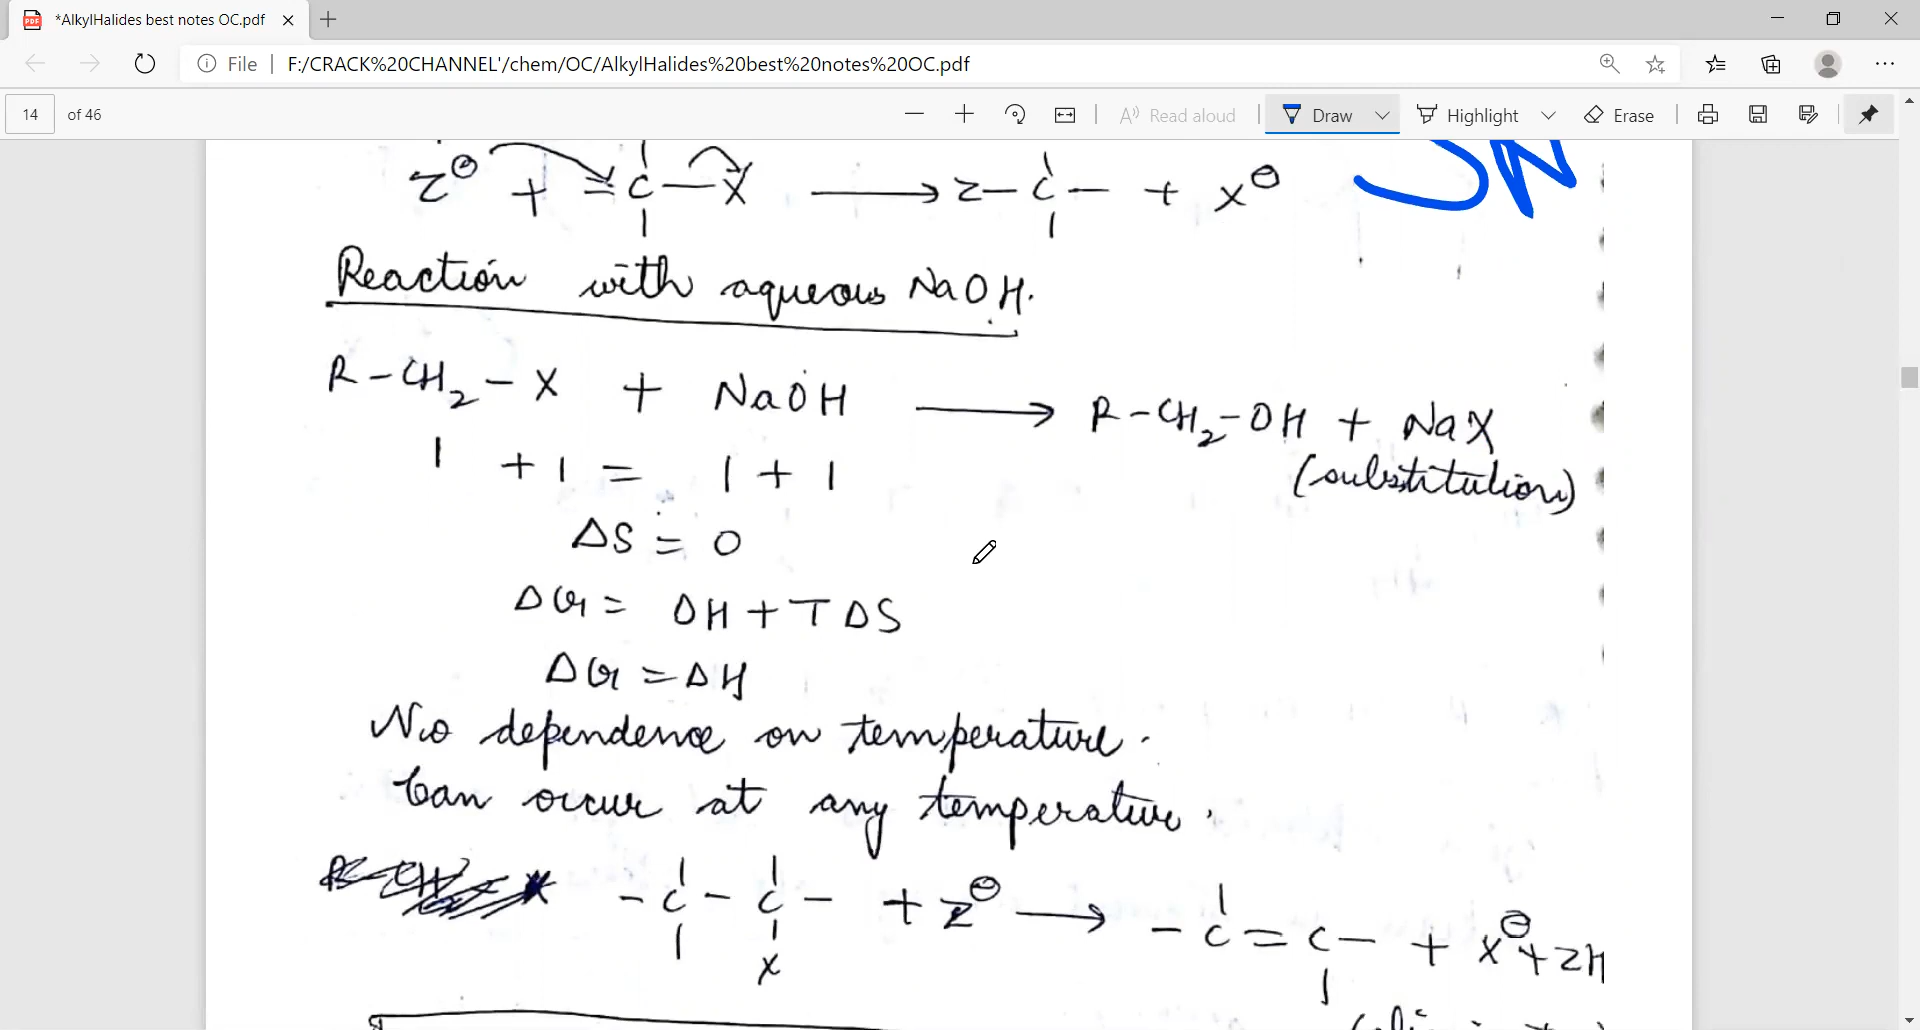 *AlkylHalides best notes OC.pdf
File | F:/CRACK%20CHANNEL'/chem/OC/AlkylHalides%20best%20notes%20OC.pdf
14 of 46
Read aloud
Draw
Highlight
Erase
SN
Z⊖ + C—X ⟶ Z—C— + X⊖
Reaction with aqueous NaOH.
R-CH₂-X + NaOH ⟶ R-CH₂-OH + NaX
1 + 1 = 1 + 1
(substitution)
ΔS = 0
ΔG = ΔH + TΔS
ΔG = ΔH
No dependence on temperature.
Can occur at any temperature.
-C-C- + Z⊖ ⟶ -C=C- + X⊖ + ZH
X